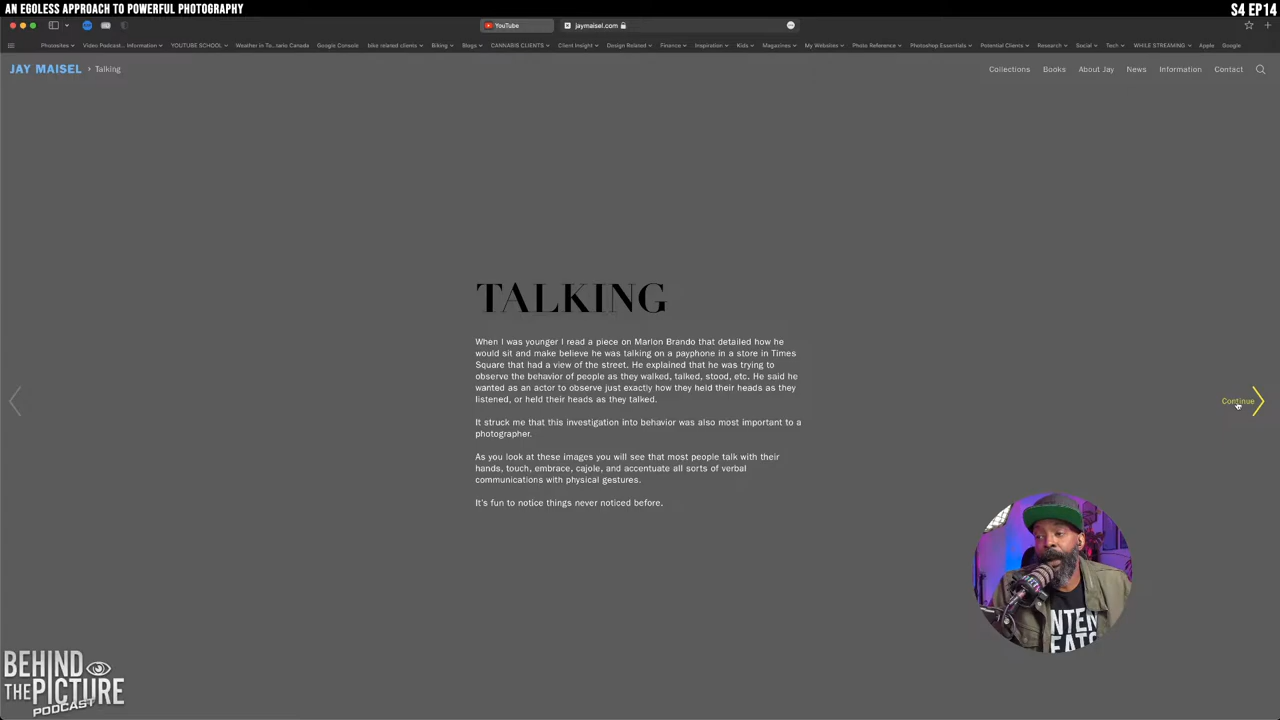 AN EGOLESS APPROACH TO POWERFUL PHOTOGRAPHY
S4 EP14
YouTube
jaymaisel.com
Photosites
Video Podcast... Information
YOUTUBE SCHOOL
Weather in To...tario Canada
Google Console
bike related clients
Biking
Blogs
CANNABIS CLIENTS
Client Insight
Design Related
Finance
Inspiration
Kids
Magazines
My Websites
Photo Reference
Photoshop Essentials
Potential Clients
Research
Social
Tech
WHILE STREAMING
Apple
Google
JAY MAISEL > Talking
Collections
Books
About Jay
News
Information
Contact
TALKING
When I was younger I read a piece on Marlon Brando that detailed how he
would sit and make believe he was talking on a payphone in a store in Times
Square that had a view of the street. He explained that he was trying to
observe the behavior of people as they walked, talked, stood, etc. He said he
wanted as an actor to observe just exactly how they held their heads as they
listened, or held their heads as they talked.
It struck me that this investigation into behavior was also most important to a
photographer.
As you look at these images you will see that most people talk with their
hands, touch, embrace, cajole, and accentuate all sorts of verbal
communications with physical gestures.
It's fun to notice things never noticed before.
Continue
NTEN
EATS
BEHIND
THE PICTURE
PODCAST